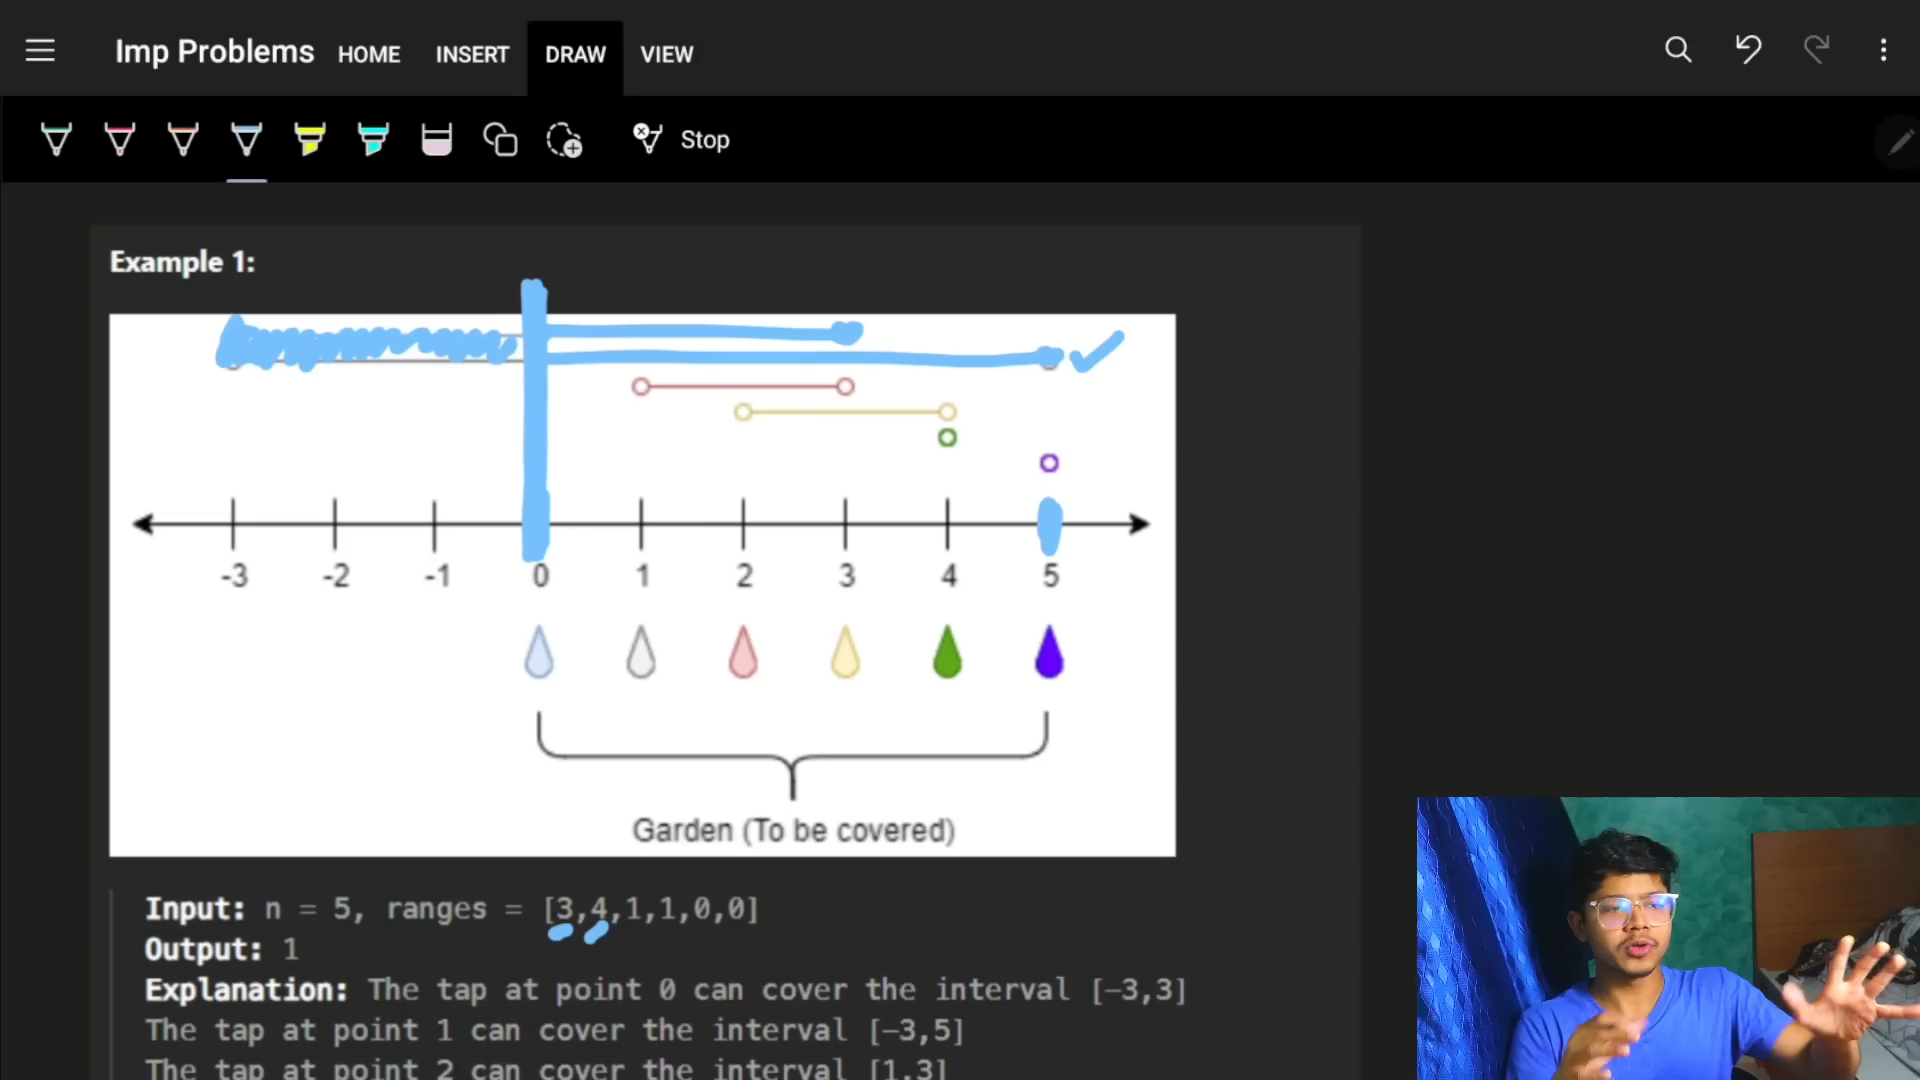 Imp Problems HOME INSERT DRAW VIEW
Stop
Example 1:
-3 -2 -1 0 1 2 3 4 5
Garden (To be covered)
Input: n = 5, ranges = [3,4,1,1,0,0]
Output: 1
Explanation: The tap at point 0 can cover the interval [-3,3]
The tap at point 1 can cover the interval [-3,5]
The tap at point 2 can cover the interval [1,3]